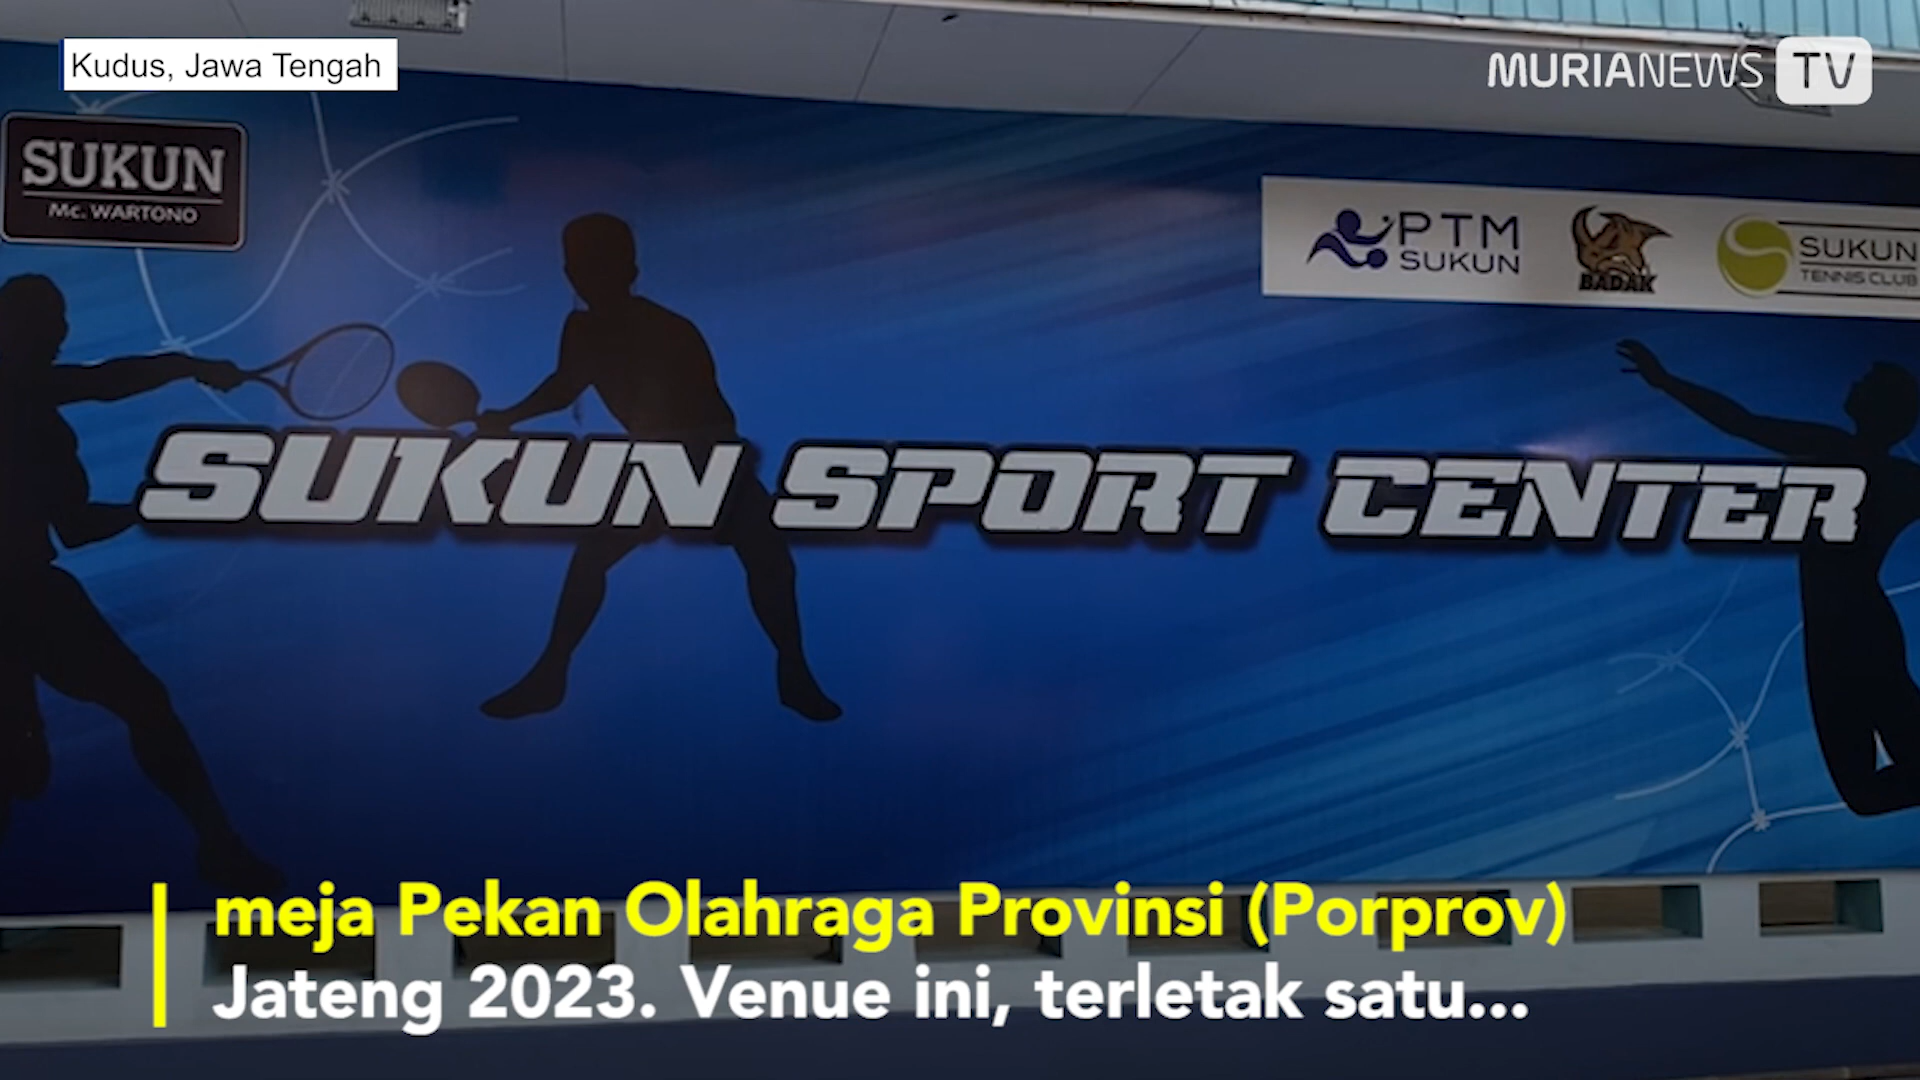 Kudus, Jawa Tengah
MURIANEWS TV
SUKUN
Mc. WARTONO
PTM
SUKUN
BADAK
SUKUN
TENNIS CLUB
SUKUN SPORT CENTER
meja Pekan Olahraga Provinsi (Porprov)
Jateng 2023. Venue ini, terletak satu...